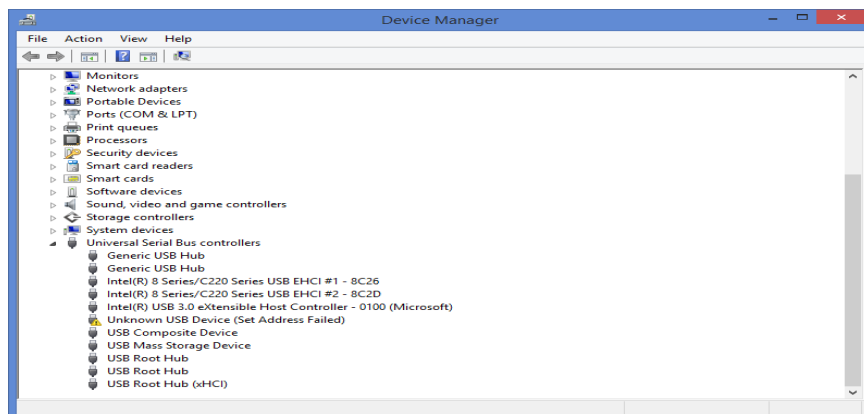 Device Manager
File Action View Help
Monitors
Network adapters
Portable Devices
Ports (COM & LPT)
Print queues
Processors
Security devices
Smart card readers
Smart cards
Software devices
Sound, video and game controllers
Storage controllers
System devices
Universal Serial Bus controllers
Generic USB Hub
Generic USB Hub
Intel(R) 8 Series/C220 Series USB EHCI #1 - 8C26
Intel(R) 8 Series/C220 Series USB EHCI #2 - 8C2D
Intel(R) USB 3.0 eXtensible Host Controller - 0100 (Microsoft)
Unknown USB Device (Set Address Failed)
USB Composite Device
USB Mass Storage Device
USB Root Hub
USB Root Hub
USB Root Hub (xHCI)